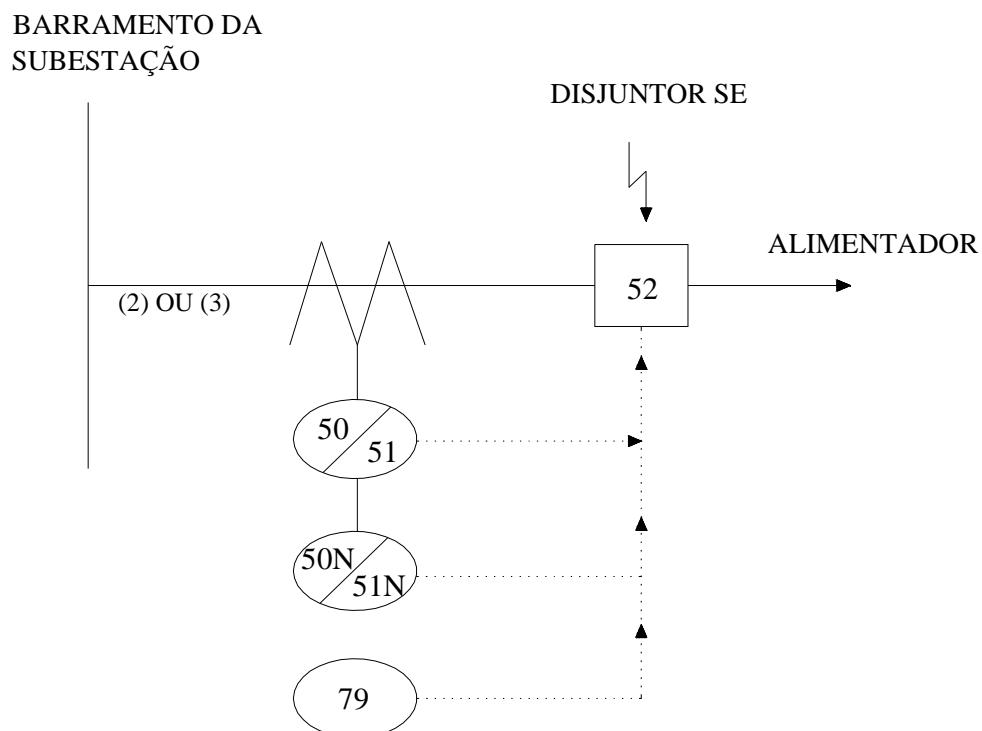 BARRAMENTO DA
SUBESTAÇÃO
DISJUNTOR SE
ALIMENTADOR
(2) OU (3)
52
50
51
50N
51N
79